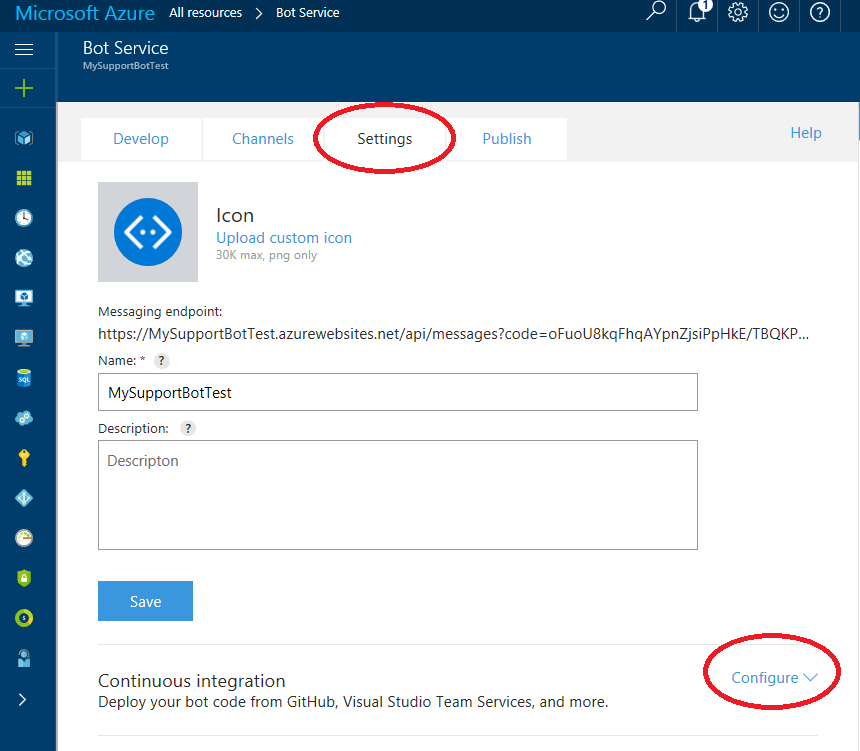 Microsoft Azure All resources > Bot Service
1
Bot Service
MySupportBotTest
Develop Channels Settings Publish Help
Icon
Upload custom icon
30K max, png only
Messaging endpoint:
https://MySupportBotTest.azurewebsites.net/api/messages?code=oFuoU8kqFhqAYpnZjsiPpHkE/TBQKP...
Name: * ?
MySupportBotTest
Description: ?
Descripton
Save
Continuous integration
Configure
Deploy your bot code from GitHub, Visual Studio Team Services, and more.
SQL